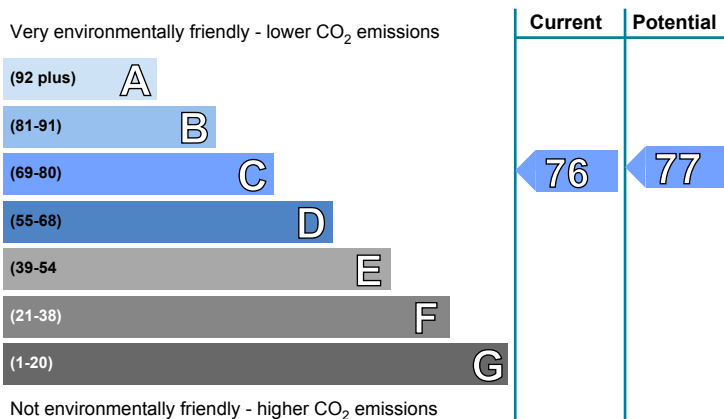 Current Potential
Very environmentally friendly - lower CO2 emissions
(92 plus) A
(81-91) B
(69-80) C
76 77
(55-68) D
(39-54 E
(21-38) F
(1-20) G
Not environmentally friendly - higher CO2 emissions